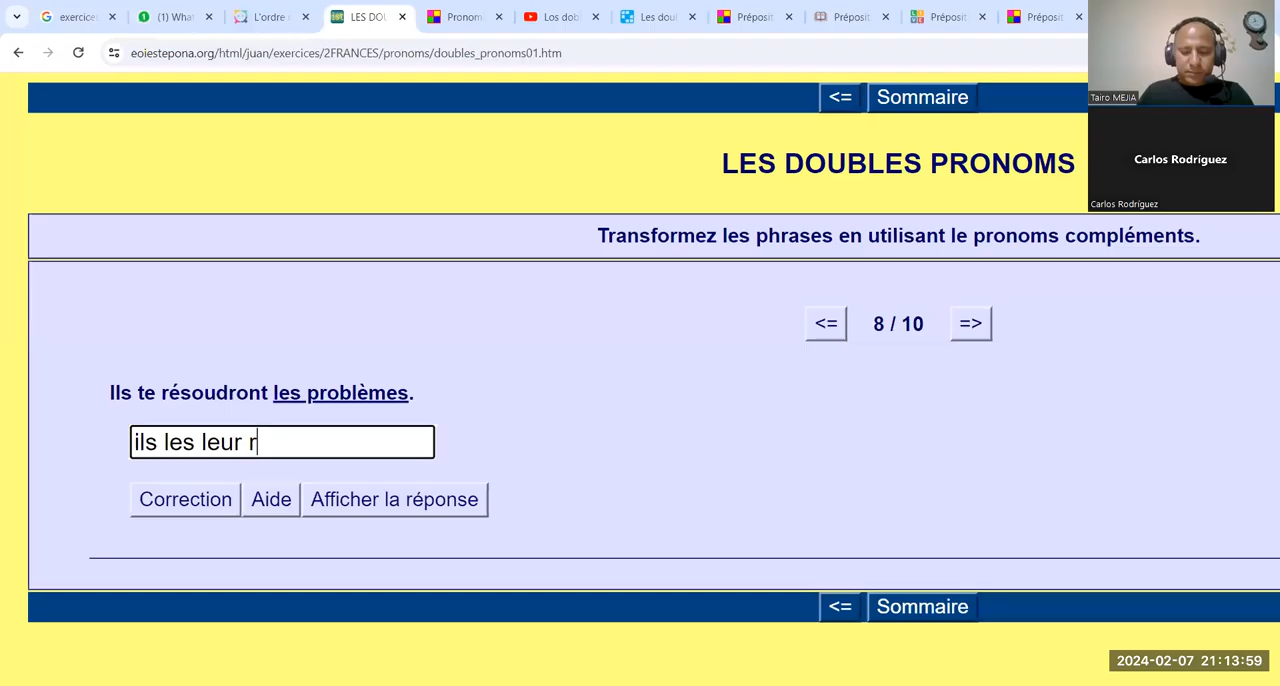 exercice
(1) What
L'ordre
LES DOU
Pronom
Los dob
Les doul
Préposit
Préposit
Préposit
Préposit
eoiestepona.org/html/juan/exercices/2FRANCES/pronoms/doubles_pronoms01.htm
Tairo MEJIA
Carlos Rodríguez
Carlos Rodríguez
<= Sommaire
LES DOUBLES PRONOMS
Transformez les phrases en utilisant le pronoms compléments.
<= 8 / 10 =>
Ils te résoudront les problèmes.
ils les leur r
Correction Aide Afficher la réponse
<= Sommaire
2024-02-07 21:13:59